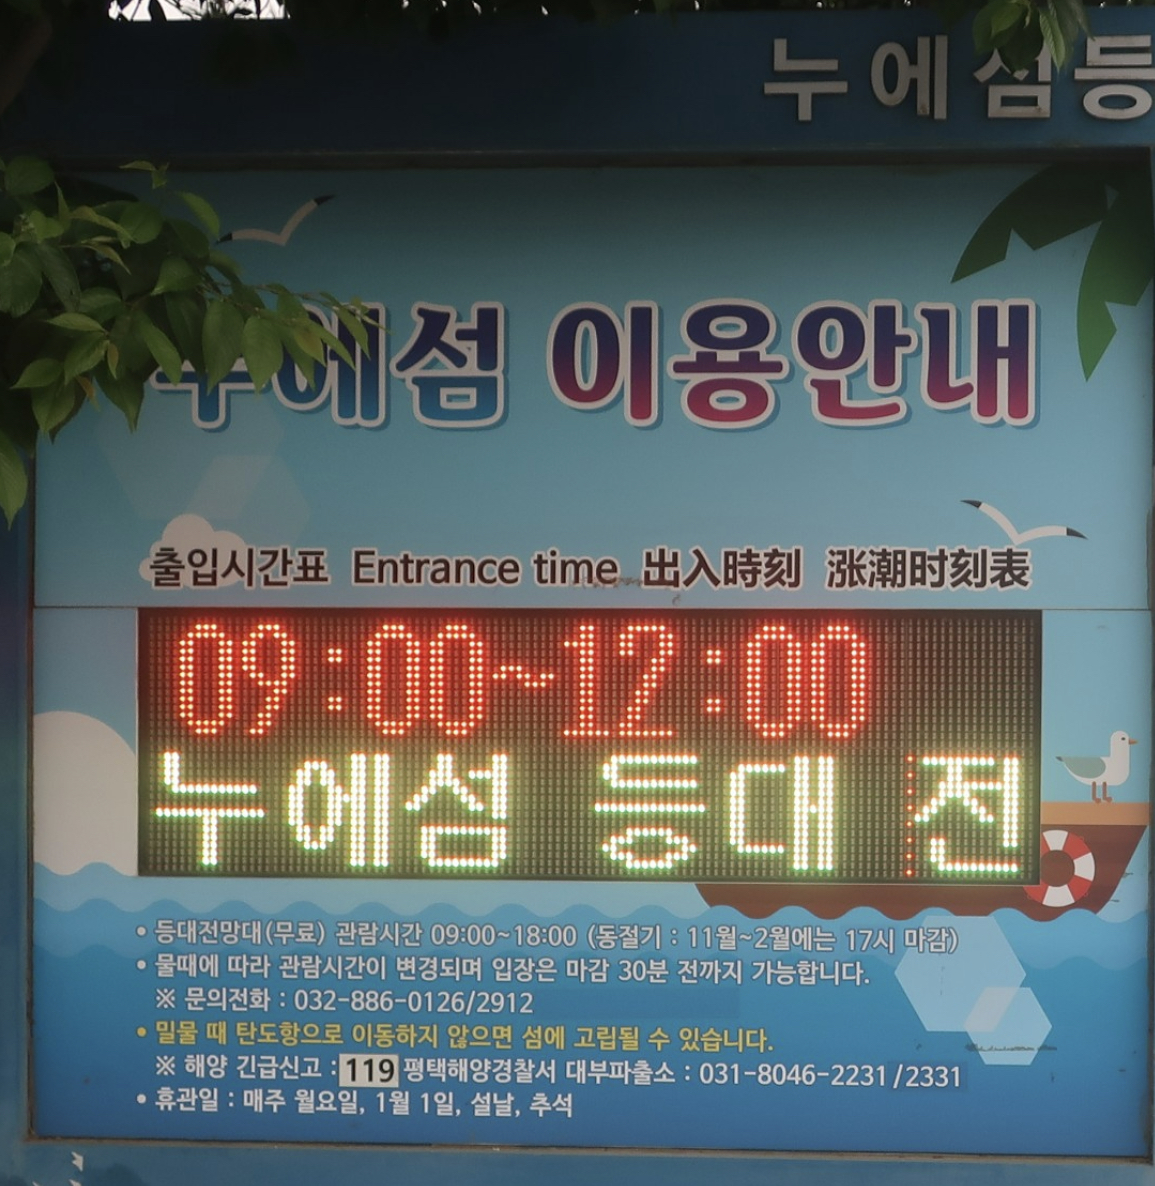 누에섬등
누에섬 이용안내
출입시간표 Entrance time 出入時刻 涨潮时刻表
09:00~12:00
누에섬 등대 전
• 등대전망대(무료) 관람시간 09:00~18:00 (동절기 : 11월~2월에는 17시 마감)
• 물때에 따라 관람시간이 변경되며 입장은 마감 30분 전까지 가능합니다.
※ 문의전화 : 032-886-0126/2912
• 밀물 때 탄도항으로 이동하지 않으면 섬에 고립될 수 있습니다.
※ 해양 긴급신고 : 119 평택해양경찰서 대부파출소 : 031-8046-2231/2331
• 휴관일 : 매주 월요일, 1월 1일, 설날, 추석